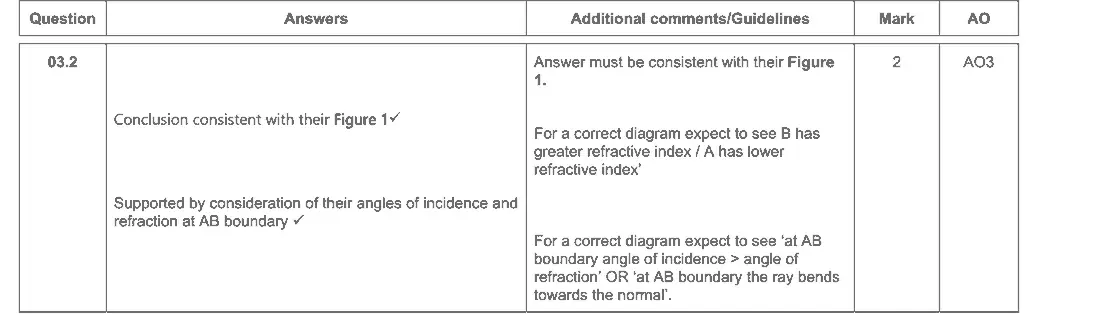 Question Answers Additional comments/Guidelines Mark AO
03.2 Answer must be consistent with their Figure 2 AO3
1.
Conclusion consistent with their Figure 1✓
For a correct diagram expect to see B has
greater refractive index / A has lower
refractive index’
Supported by consideration of their angles of incidence and
refraction at AB boundary ✓
For a correct diagram expect to see ‘at AB
boundary angle of incidence > angle of
refraction’ OR ‘at AB boundary the ray bends
towards the normal’.